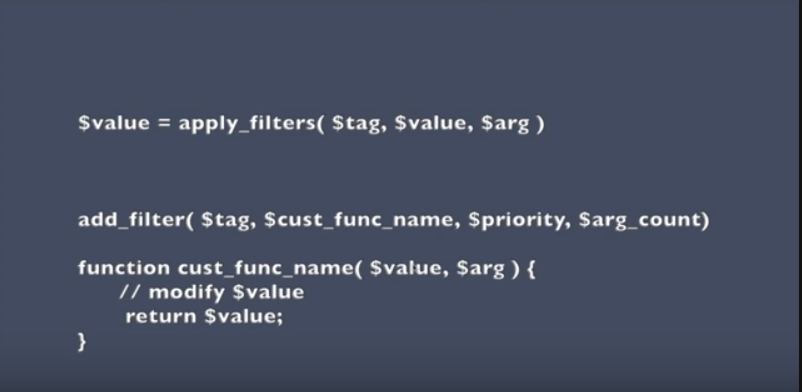 $value = apply_filters( $tag, $value, $arg )
add_filter( $tag, $cust_func_name, $priority, $arg_count)
function cust_func_name( $value, $arg ) {
// modify $value
return $value;
}